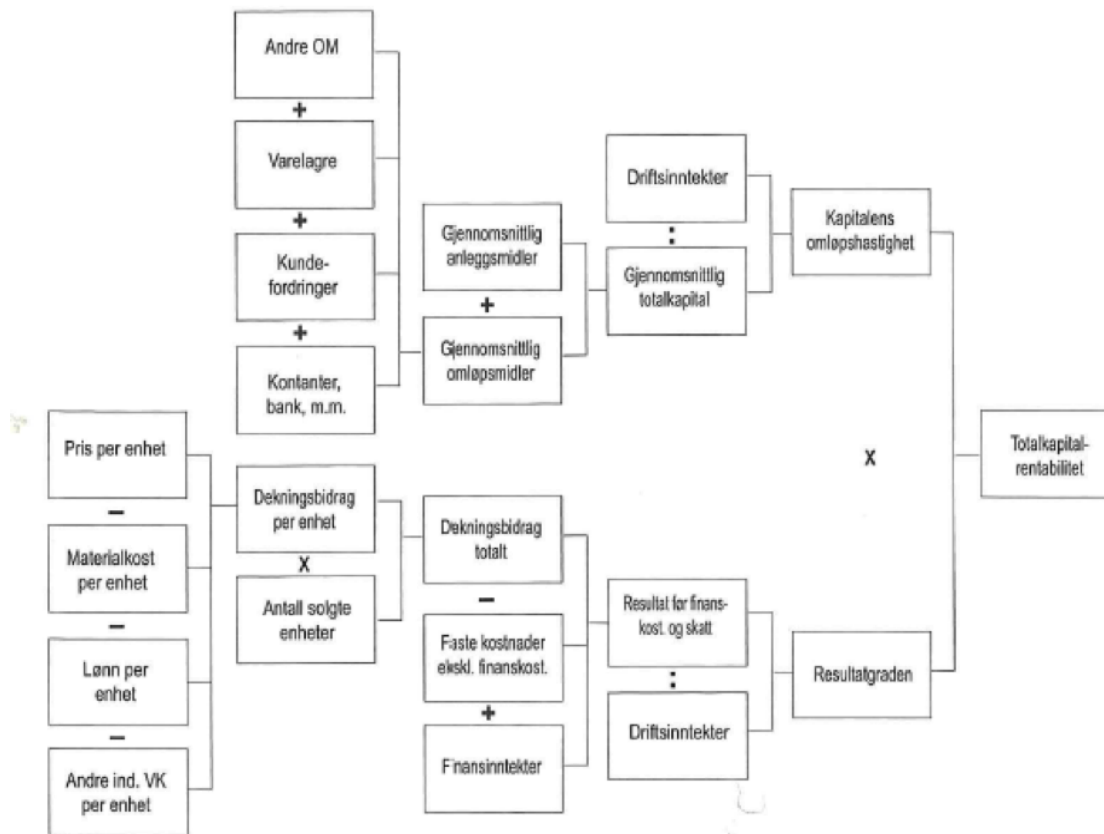 Andre OM
+
Varelagre
+
Kunde-
fordringer
+
Kontanter,
bank, m.m.
Gjennomsnittlig
anleggsmidler
+
Gjennomsnittlig
omløpsmidler
Driftsinntekter
:
Gjennomsnittlig
totalkapital
Kapitalens
omløpshastighet
x
Totalkapital-
rentabilitet
Pris per enhet
–
Materialkost
per enhet
–
Lønn per
enhet
–
Andre ind. VK
per enhet
Dekningsbidrag
per enhet
x
Antall solgte
enheter
Dekningsbidrag
totalt
–
Faste kostnader
ekskl. finanskost.
+
Finansinntekter
Resultat før finans-
kost. og skatt
:
Driftsinntekter
Resultatgraden